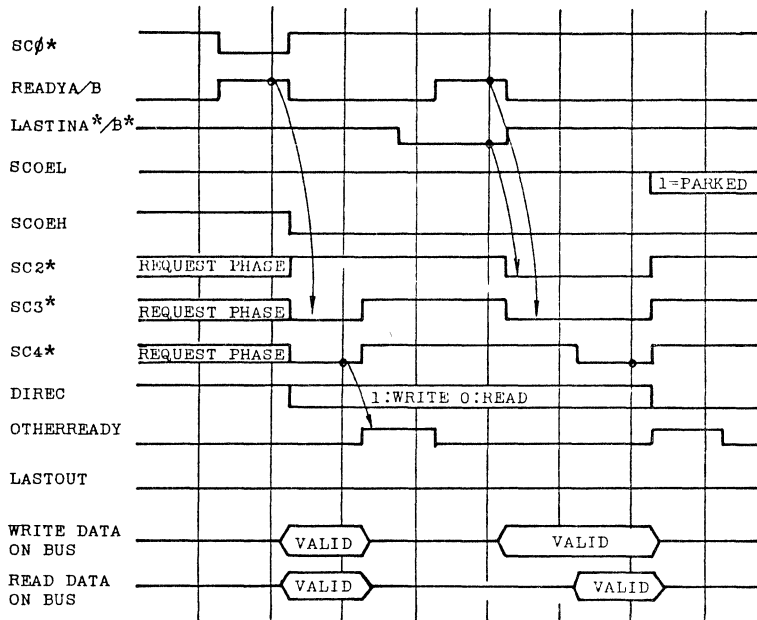 SCØ*
READYA/B
LASTINA*/B*
SCOEL
1=PARKED
SCOEH
SC2*
REQUEST PHASE
SC3*
REQUEST PHASE
SC4*
REQUEST PHASE
DIREC
1:WRITE 0:READ
OTHERREADY
LASTOUT
WRITE DATA
ON BUS
VALID
VALID
READ DATA
ON BUS
VALID
VALID